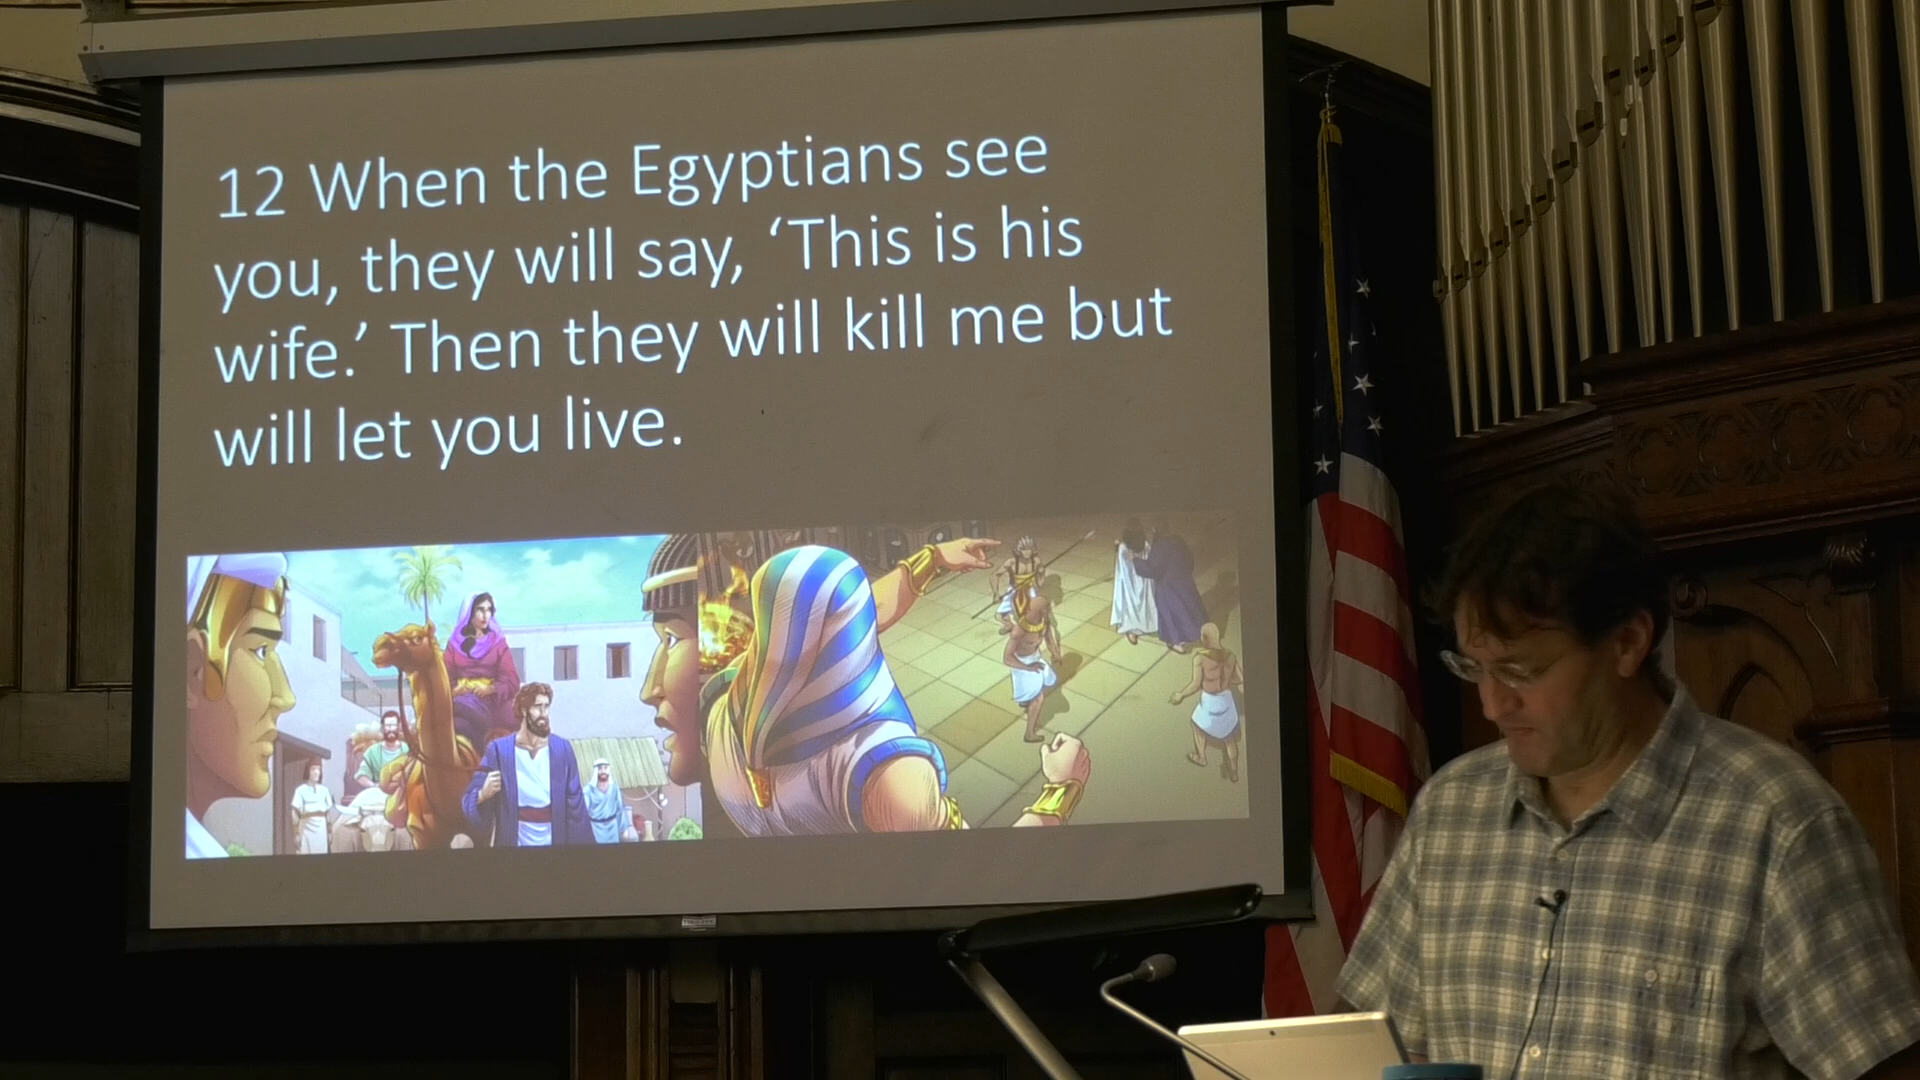 12 When the Egyptians see
you, they will say, ‘This is his
wife.’ Then they will kill me but
will let you live.